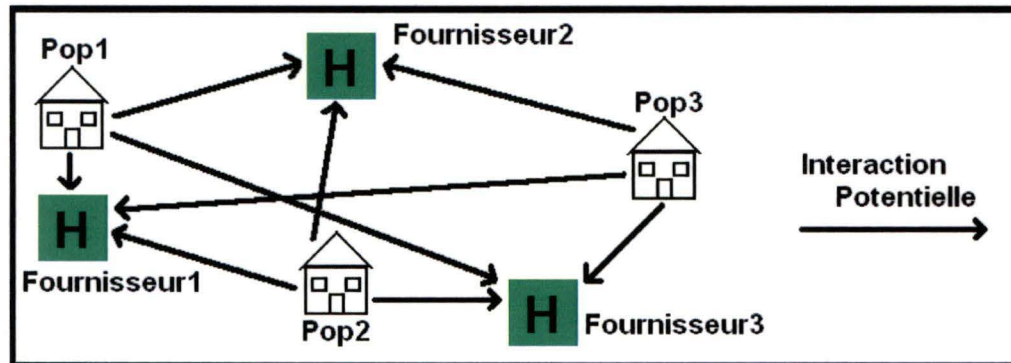 Pop1
H
Fournisseur2
Pop3
Interaction
Potentielle
H
Fournisseur1
Pop2
H
Fournisseur3